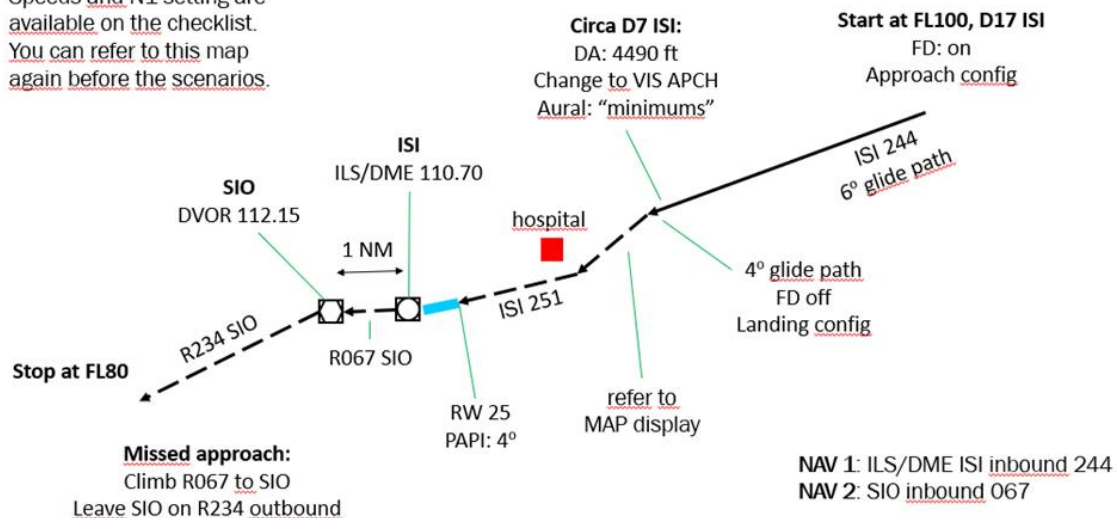 Speeds and N1 setting are
available on the checklist.
You can refer to this map
again before the scenarios.
Circa D7 ISI:
DA: 4490 ft
Change to VIS APCH
Aural: “minimums”
Start at FL100, D17 ISI
FD: on
Approach config
ISI 244
6º glide path
ISI
ILS/DME 110.70
SIO
DVOR 112.15
1 NM
hospital
4º glide path
FD off
Landing config
ISI 251
R067 SIO
R234 SIO
Stop at FL80
RW 25
PAPI: 4º
refer to
MAP display
Missed approach:
Climb R067 to SIO
Leave SIO on R234 outbound
NAV 1: ILS/DME ISI inbound 244
NAV 2: SIO inbound 067